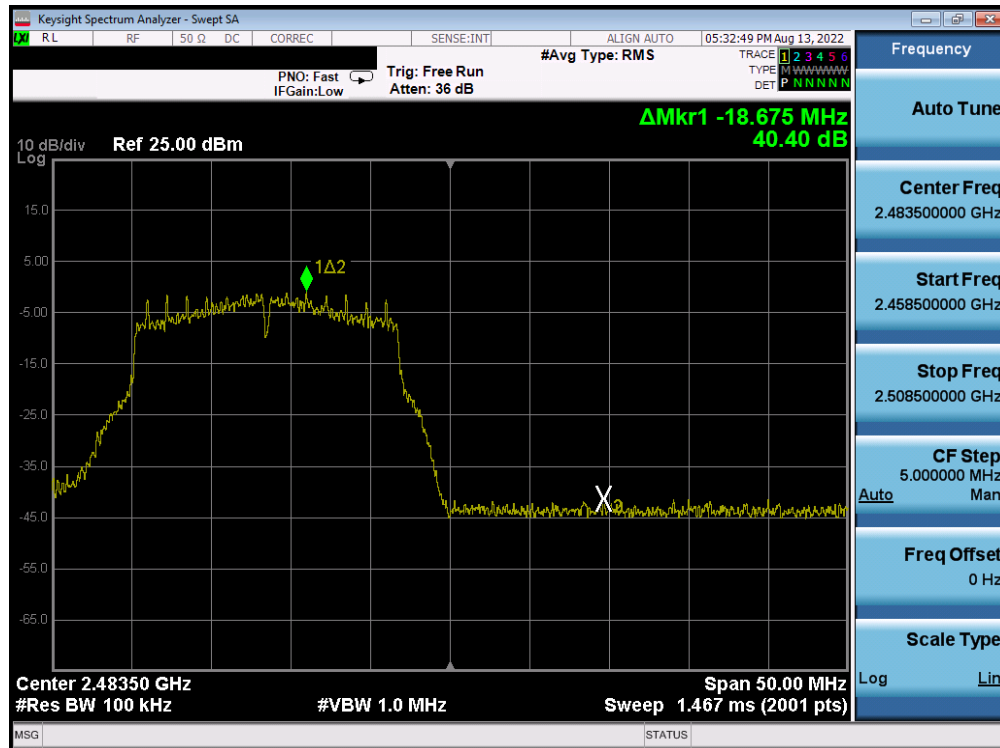 Keysight Spectrum Analyzer - Swept SA
LXI RL RF 50 Ω DC CORREC SENSE:INT ALIGN AUTO 05:32:49 PM Aug 13, 2022
PNO: Fast
IFGain:Low
Trig: Free Run
Atten: 36 dB
#Avg Type: RMS
TRACE 1 2 3 4 5 6
TYPE M WWWWW
DET P N N N N N
ΔMkr1 -18.675 MHz
40.40 dB
10 dB/div
Log
Ref 25.00 dBm
15.0
5.00
-5.00
-15.0
-25.0
-35.0
-45.0
-55.0
-65.0
1Δ2
Center 2.48350 GHz
#Res BW 100 kHz
#VBW 1.0 MHz
Span 50.00 MHz
Sweep 1.467 ms (2001 pts)
MSG
STATUS
Frequency
Auto Tune
Center Freq
2.483500000 GHz
Start Freq
2.458500000 GHz
Stop Freq
2.508500000 GHz
CF Step
5.000000 MHz
Auto Man
Freq Offset
0 Hz
Scale Type
Log Lin